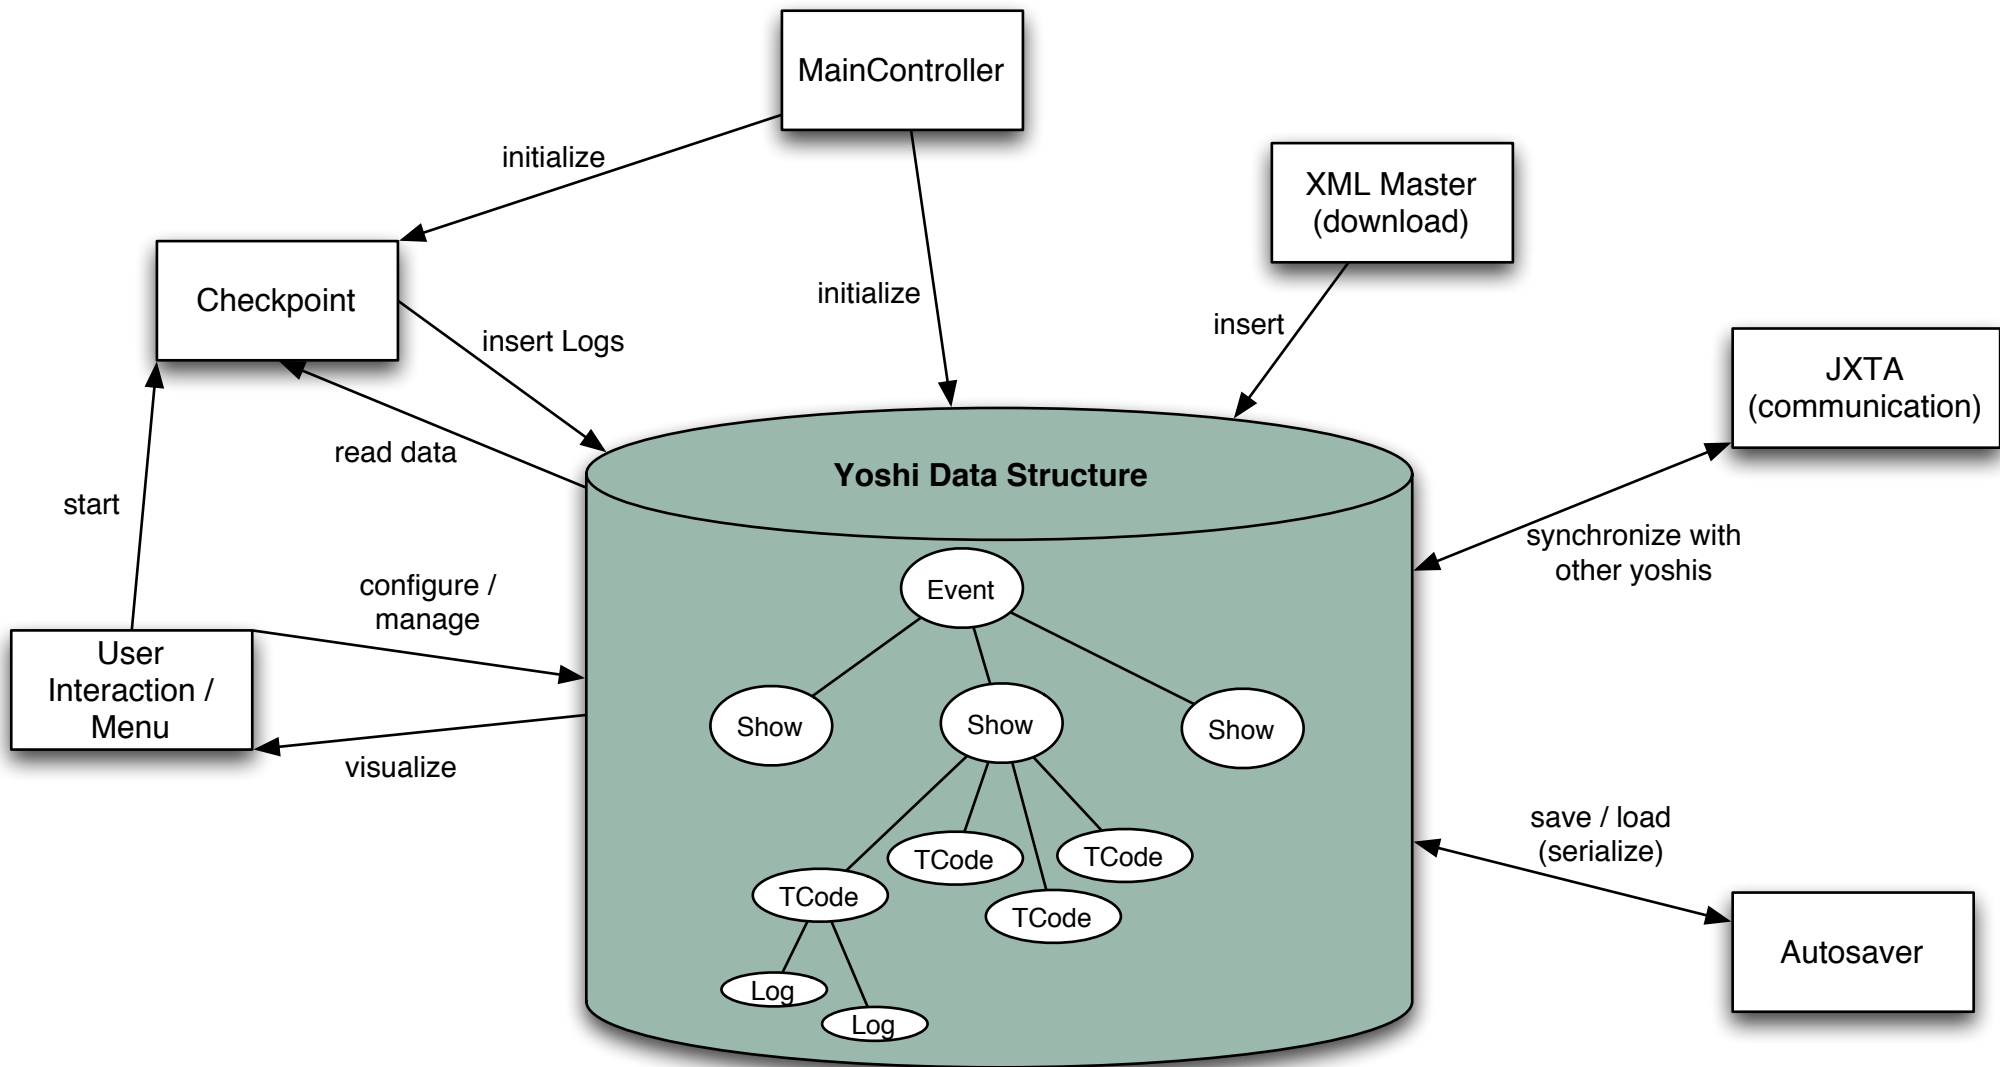 MainController
initialize
XML Master
(download)
Checkpoint
initialize
insert
insert Logs
JXTA
(communication)
read data
Yoshi Data Structure
start
synchronize with
other yoshis
configure /
manage
Event
User
Interaction /
Menu
Show
Show
Show
visualize
save / load
(serialize)
TCode
TCode
TCode
TCode
Autosaver
Log
Log